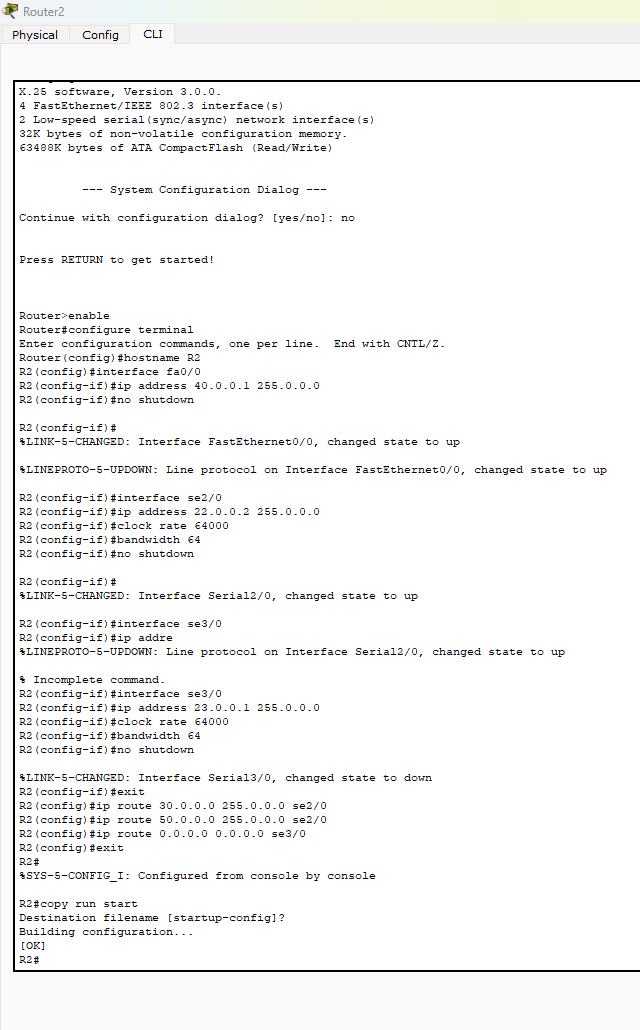 Router2
Physical Config CLI
X.25 software, Version 3.0.0.
4 FastEthernet/IEEE 802.3 interface(s)
2 Low-speed serial(sync/async) network interface(s)
32K bytes of non-volatile configuration memory.
63488K bytes of ATA CompactFlash (Read/Write)
--- System Configuration Dialog ---
Continue with configuration dialog? [yes/no]: no
Press RETURN to get started!
Router>enable
Router#configure terminal
Enter configuration commands, one per line.  End with CNTL/Z.
Router(config)#hostname R2
R2(config)#interface fa0/0
R2(config-if)#ip address 40.0.0.1 255.0.0.0
R2(config-if)#no shutdown
R2(config-if)#
%LINK-5-CHANGED: Interface FastEthernet0/0, changed state to up
%LINEPROTO-5-UPDOWN: Line protocol on Interface FastEthernet0/0, changed state to up
R2(config-if)#interface se2/0
R2(config-if)#ip address 22.0.0.2 255.0.0.0
R2(config-if)#clock rate 64000
R2(config-if)#bandwidth 64
R2(config-if)#no shutdown
R2(config-if)#
%LINK-5-CHANGED: Interface Serial2/0, changed state to up
R2(config-if)#interface se3/0
R2(config-if)#ip addre
%LINEPROTO-5-UPDOWN: Line protocol on Interface Serial2/0, changed state to up
% Incomplete command.
R2(config-if)#interface se3/0
R2(config-if)#ip address 23.0.0.1 255.0.0.0
R2(config-if)#clock rate 64000
R2(config-if)#bandwidth 64
R2(config-if)#no shutdown
%LINK-5-CHANGED: Interface Serial3/0, changed state to down
R2(config-if)#exit
R2(config)#ip route 30.0.0.0 255.0.0.0 se2/0
R2(config)#ip route 50.0.0.0 255.0.0.0 se2/0
R2(config)#ip route 0.0.0.0 0.0.0.0 se3/0
R2(config)#exit
R2#
%SYS-5-CONFIG_I: Configured from console by console
R2#copy run start
Destination filename [startup-config]?
Building configuration...
[OK]
R2#